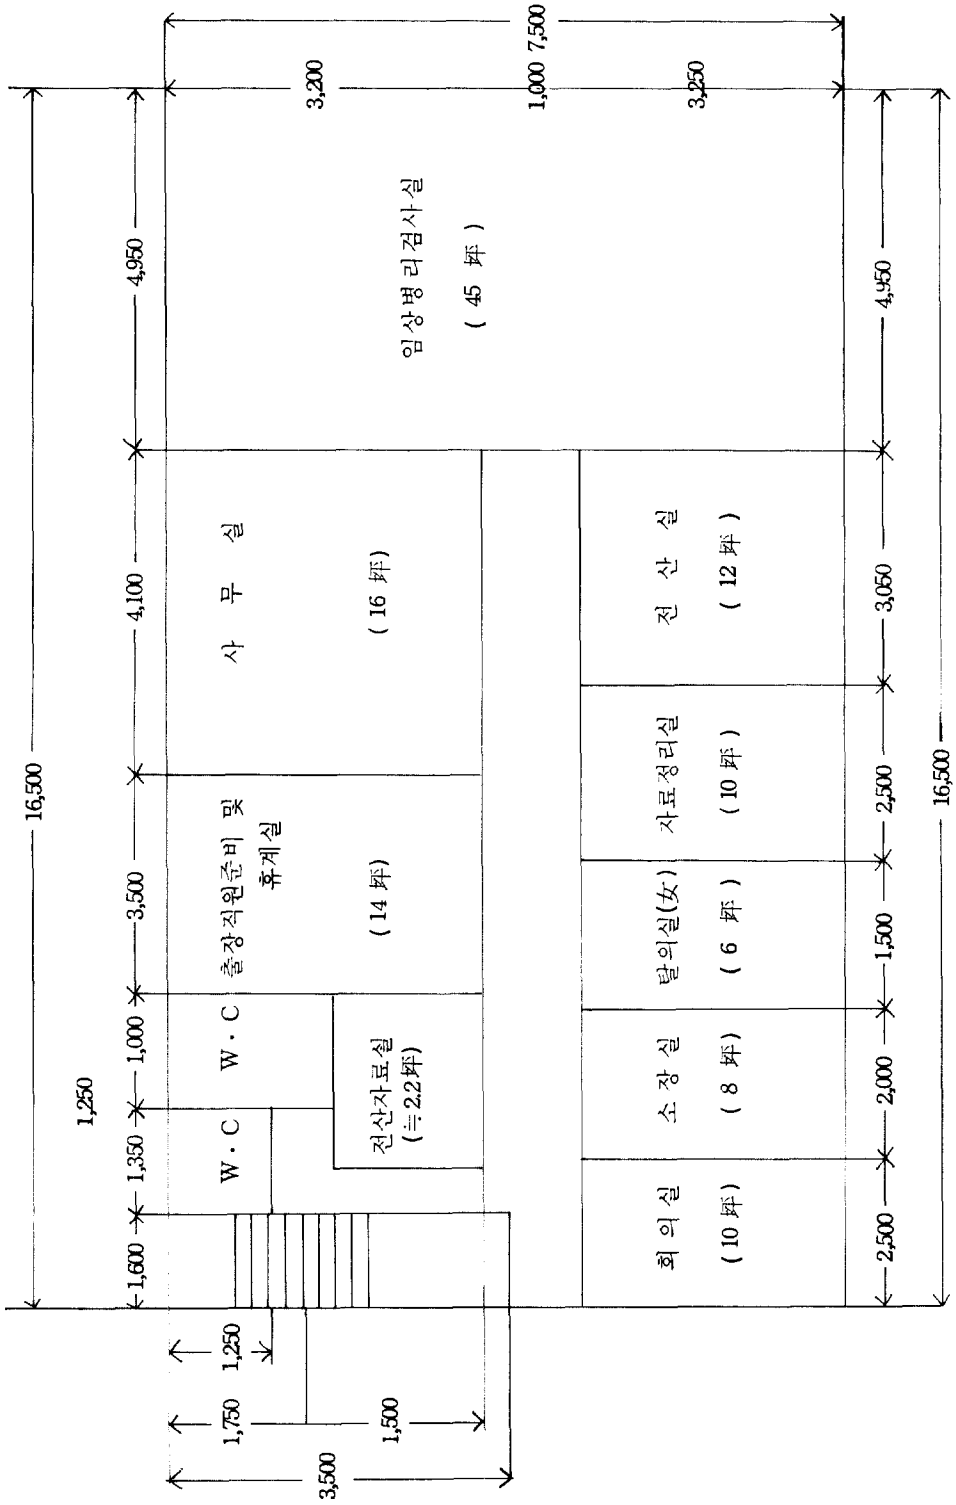 16,500
1,250
1,600
1,350
1,000
3,500
4,100
4,950
W・C
W・C
출장직원준비 및
휴게실
(14 坪)
사 무 실
(16 坪)
전산자료실
(≒2.2坪)
임상병리검사실
( 45 坪 )
1,250
1,750
1,500
3,500
3,200
1,000
3,250
7,500
회 의 실
(10 坪)
소 장 실
( 8 坪)
탈의실(女)
( 6 坪 )
자료정리실
(10 坪 )
전 산 실
( 12 坪 )
2,500
2,000
1,500
2,500
3,050
4,950
16,500